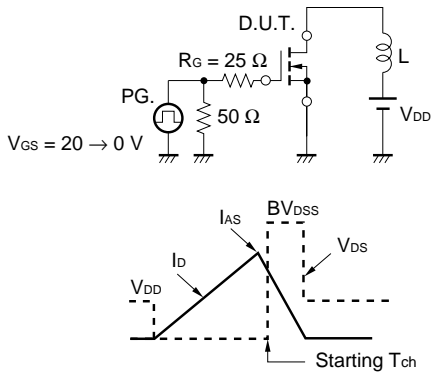 D.U.T.
RG = 25 Ω
PG.
50 Ω
L
VDD
VGS = 20 → 0 V
BVDSS
IAS
ID
VDS
VDD
Starting Tch